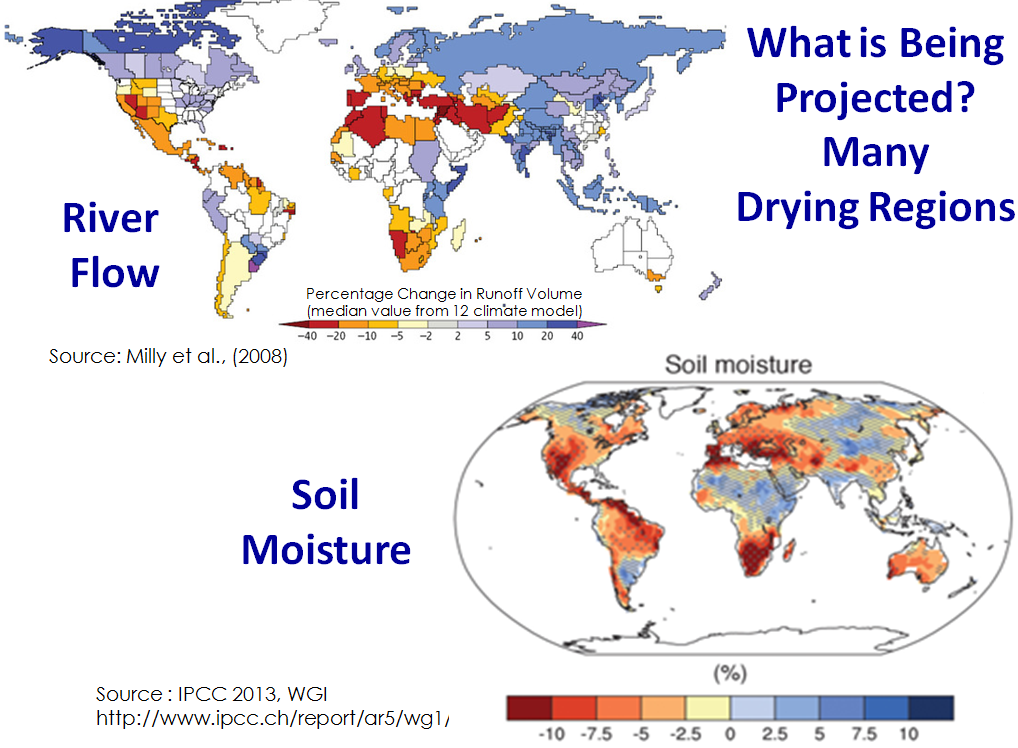 What is Being
Projected?
Many
Drying Regions
River
Flow
Percentage Change in Runoff Volume
(median value from 12 climate model)
−40 −20 −10 −5 −2 2 5 10 20 40
Source: Milly et al., (2008)
Soil moisture
Soil
Moisture
(%)
-10 -7.5 -5 -2.5 0 2.5 5 7.5 10
Source : IPCC 2013, WGI
http://www.ipcc.ch/report/ar5/wg1/